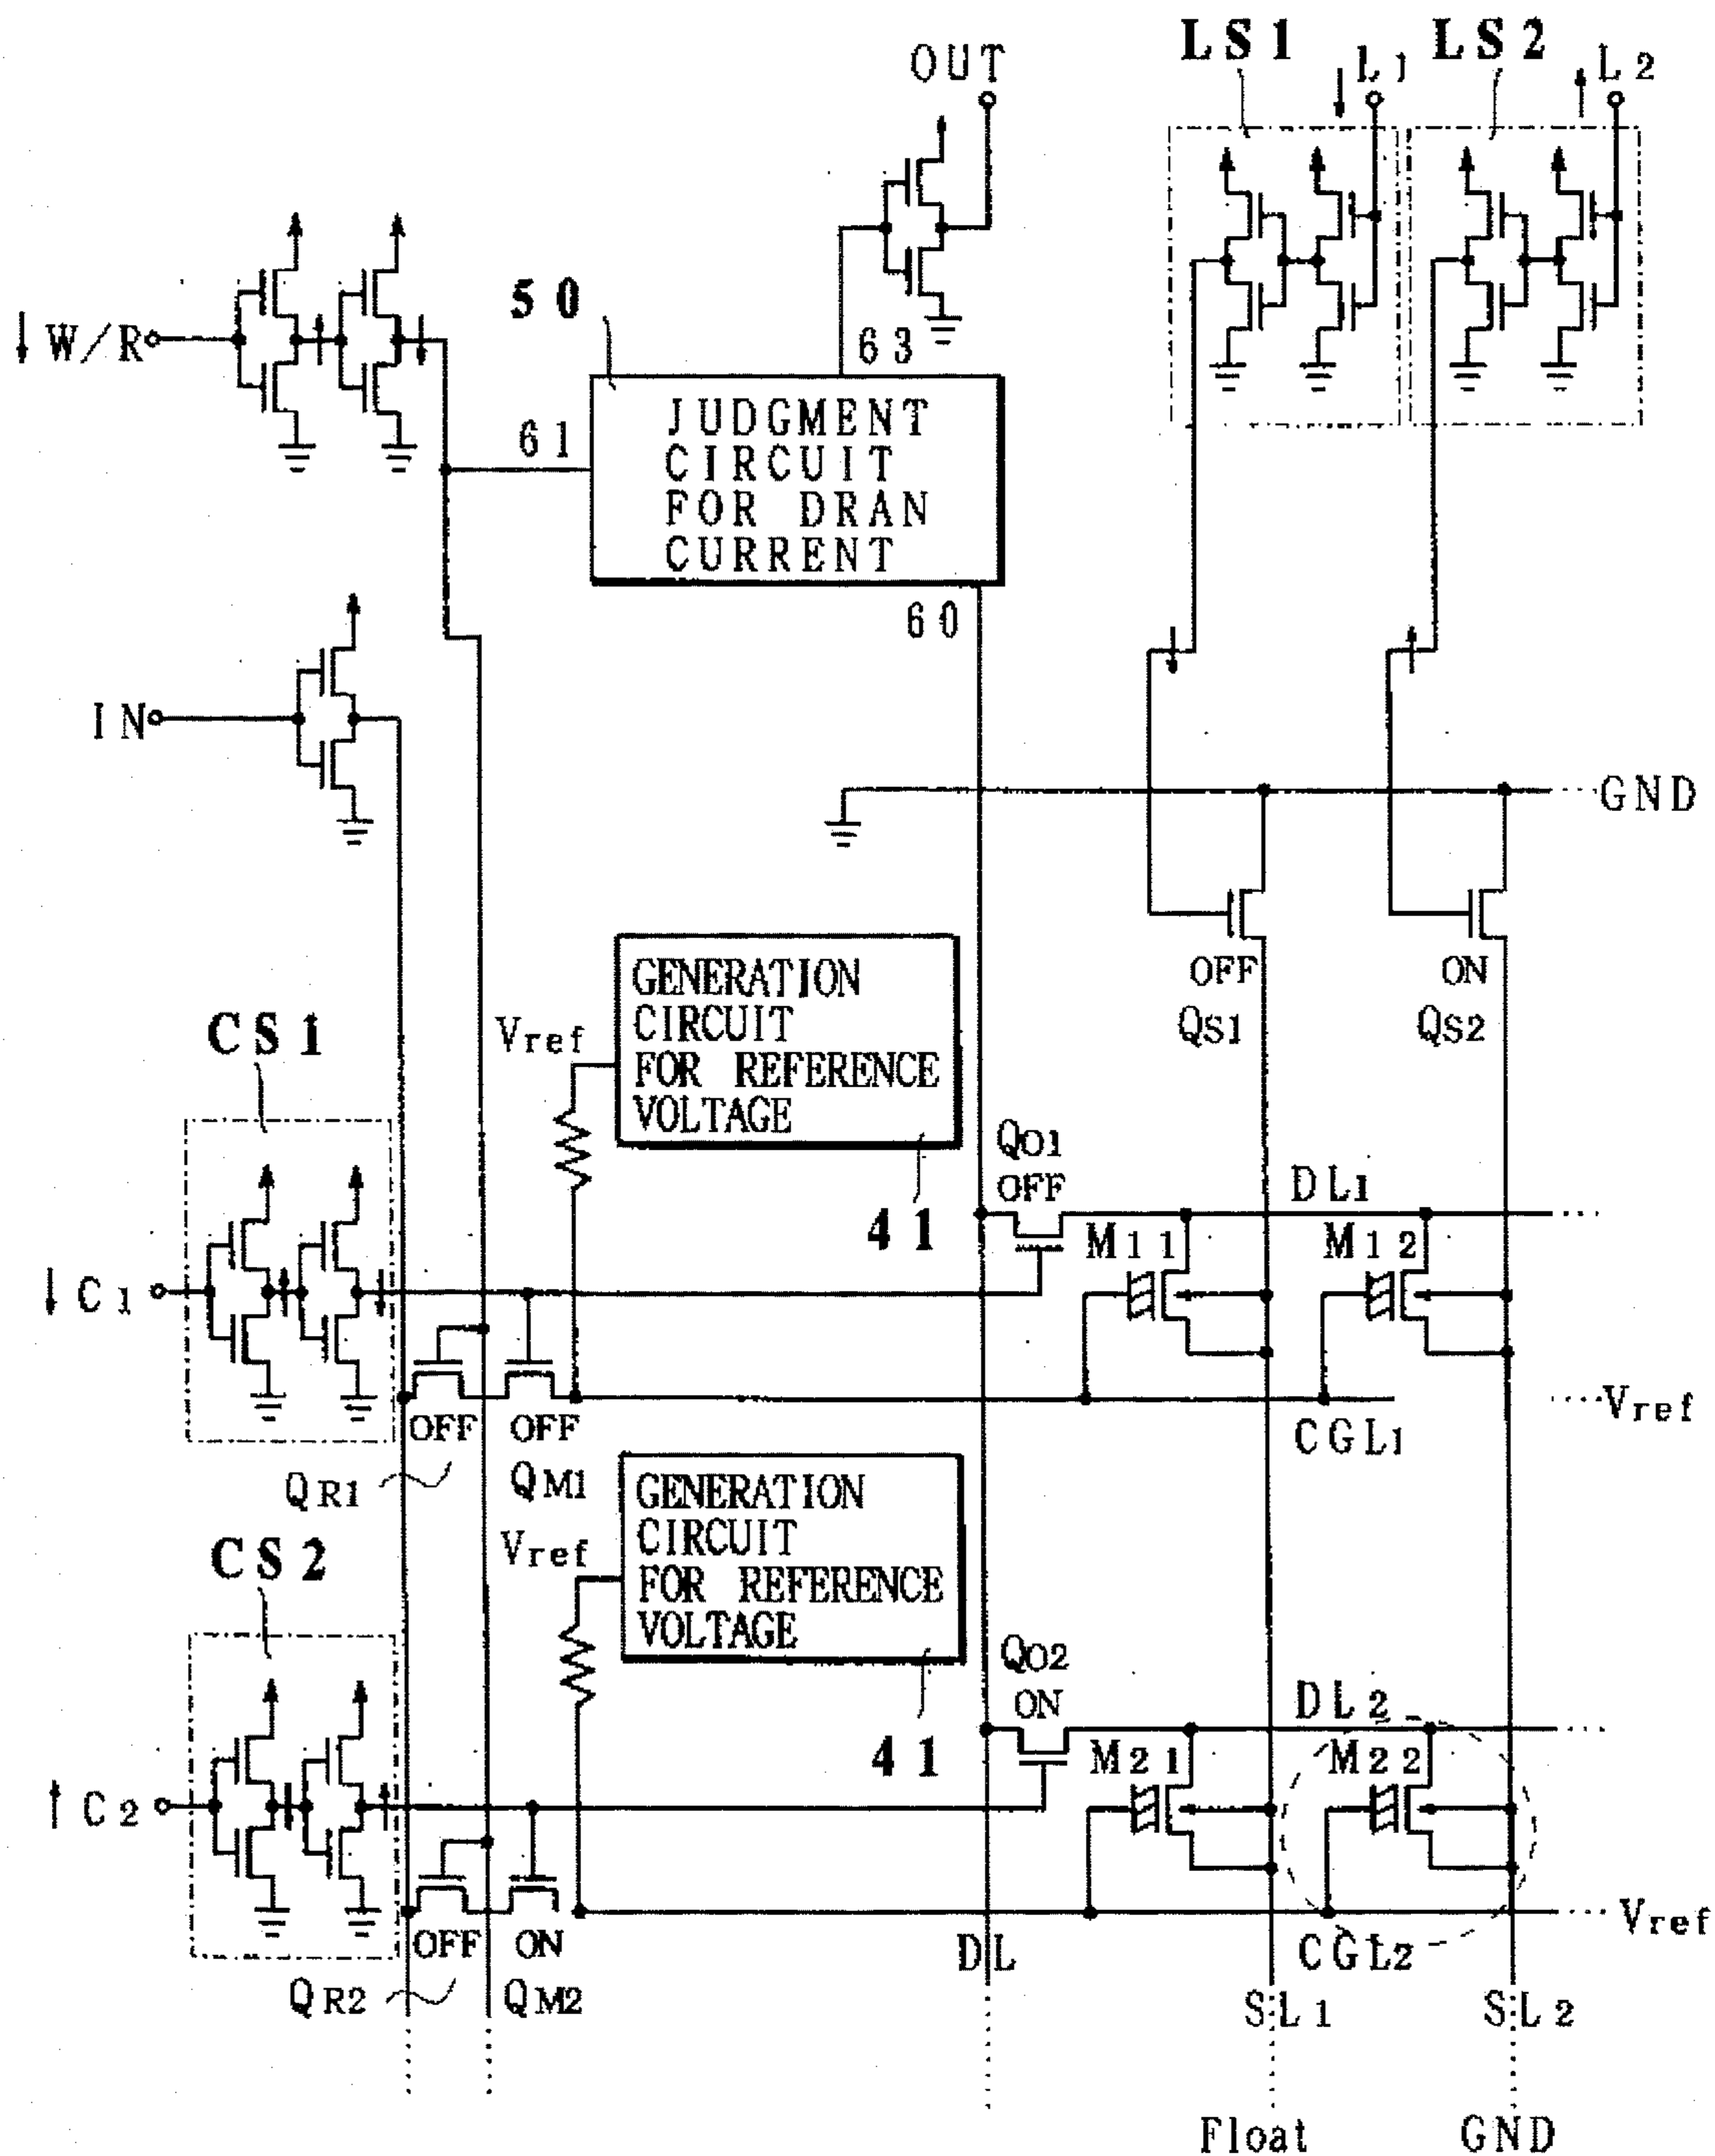 LS1
LS2
OUT
L1
L2
W/R
50
63
61
JUDGMENT
CIRCUIT
FOR DRAN
CURRENT
60
IN
GND
OFF
QS1
ON
QS2
GENERATION
CIRCUIT
FOR REFERENCE
VOLTAGE
Vref
CS1
41
QO1
OFF
DL1
M11
M12
C1
OFF
OFF
QR1
QM1
CGL1
Vref
GENERATION
CIRCUIT
FOR REFERENCE
VOLTAGE
Vref
CS2
41
QO2
ON
DL2
M21
M22
C2
OFF
ON
QR2
QM2
DL
CGL2
Vref
SL1
SL2
Float
GND